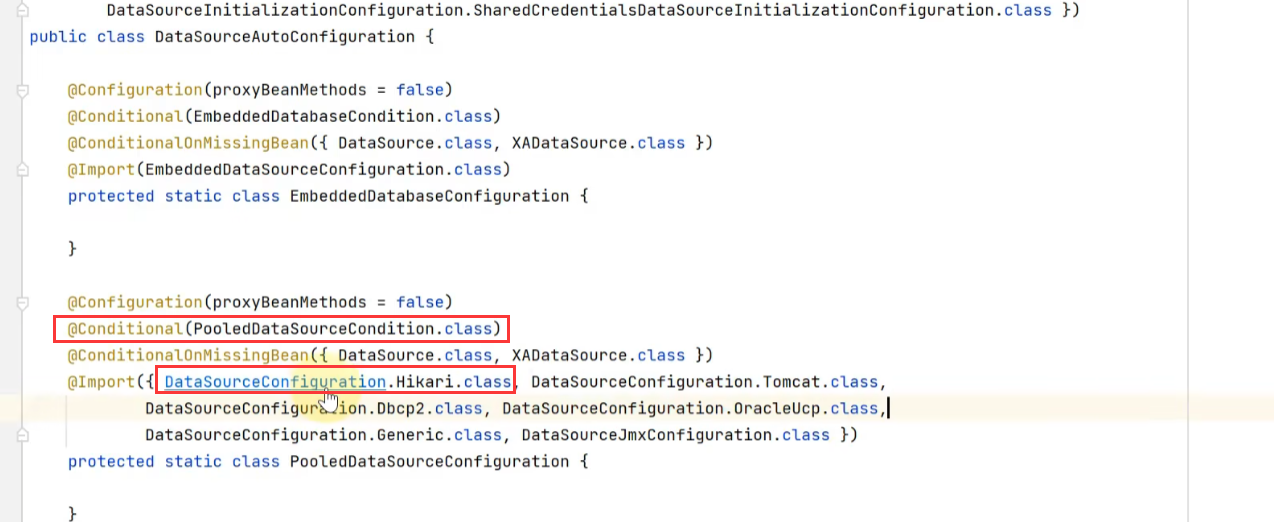 DataSourceInitializationConfiguration.SharedCredentialsDataSourceInitializationConfiguration.class })
public class DataSourceAutoConfiguration {
@Configuration(proxyBeanMethods = false)
@Conditional(EmbeddedDatabaseCondition.class)
@ConditionalOnMissingBean({ DataSource.class, XADataSource.class })
@Import(EmbeddedDataSourceConfiguration.class)
protected static class EmbeddedDatabaseConfiguration {
}
@Configuration(proxyBeanMethods = false)
@Conditional(PooledDataSourceCondition.class)
@ConditionalOnMissingBean({ DataSource.class, XADataSource.class })
@Import({ DataSourceConfiguration.Hikari.class, DataSourceConfiguration.Tomcat.class,
DataSourceConfiguration.Dbcp2.class, DataSourceConfiguration.OracleUcp.class,
DataSourceConfiguration.Generic.class, DataSourceJmxConfiguration.class })
protected static class PooledDataSourceConfiguration {
}